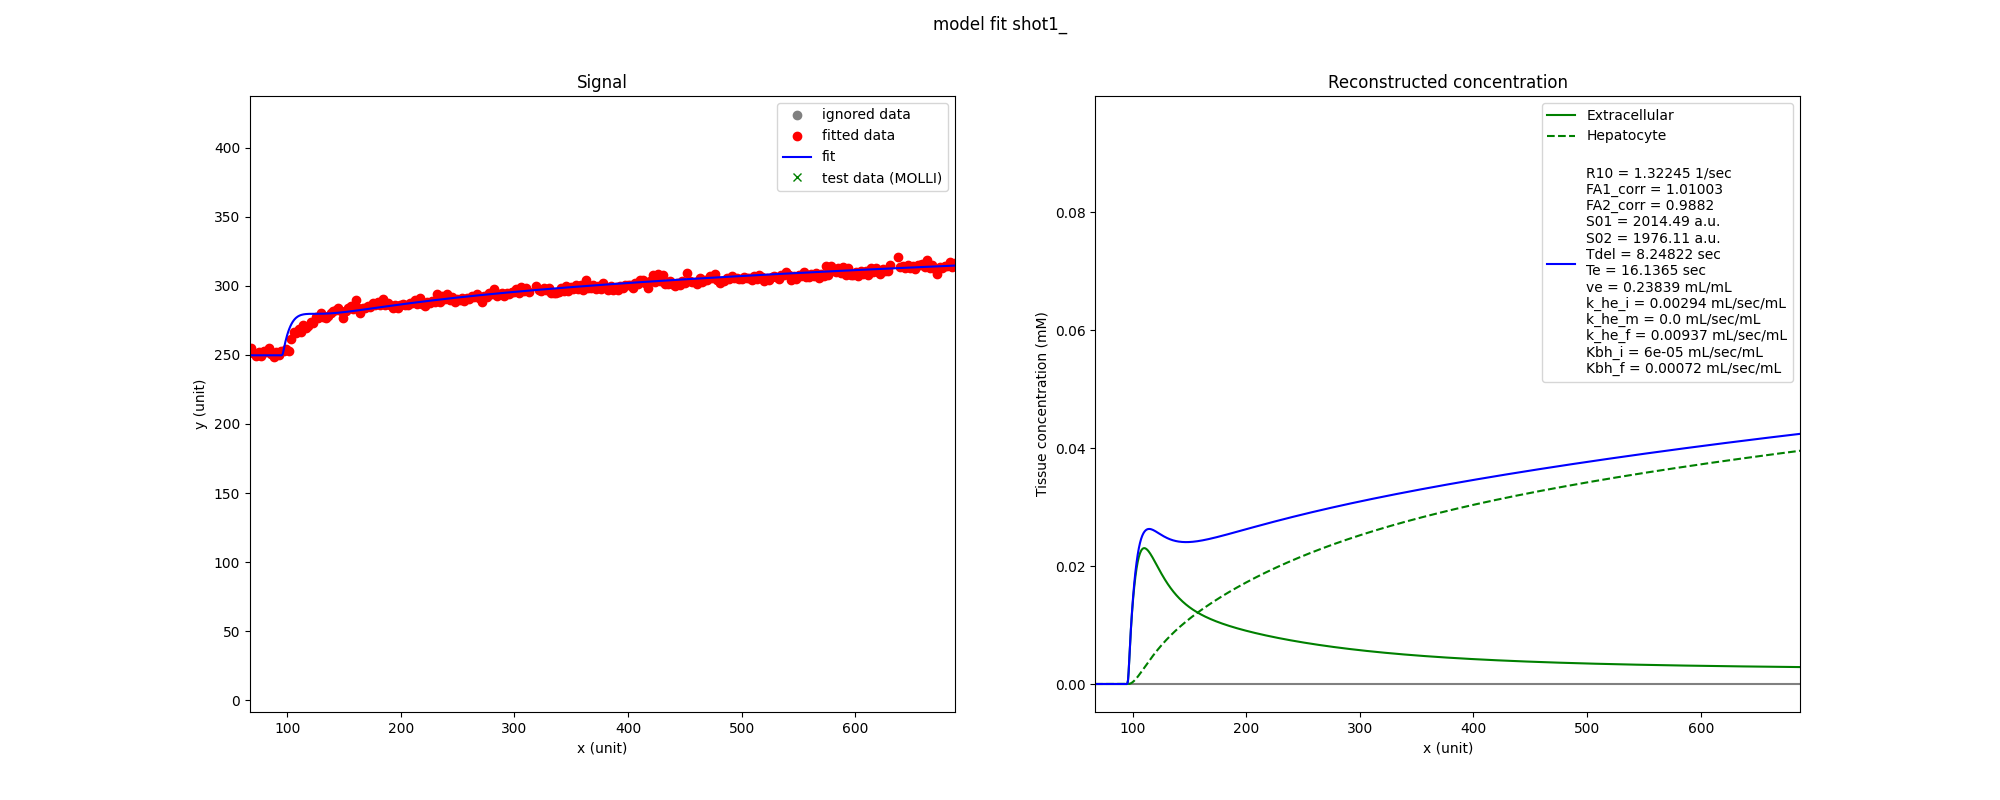 model fit shot1_
Signal
ignored data
fitted data
fit
test data (MOLLI)
400
350
300
250
200
150
100
50
0
y (unit)
100
200
300
400
500
600
x (unit)
Reconstructed concentration
Extracellular
Hepatocyte
R10 = 1.32245 1/sec
FA1_corr = 1.01003
FA2_corr = 0.9882
S01 = 2014.49 a.u.
S02 = 1976.11 a.u.
Tdel = 8.24822 sec
Te = 16.1365 sec
ve = 0.23839 mL/mL
k_he_i = 0.00294 mL/sec/mL
k_he_m = 0.0 mL/sec/mL
k_he_f = 0.00937 mL/sec/mL
Kbh_i = 6e-05 mL/sec/mL
Kbh_f = 0.00072 mL/sec/mL
0.08
0.06
0.04
0.02
0.00
Tissue concentration (mM)
100
200
300
400
500
600
x (unit)